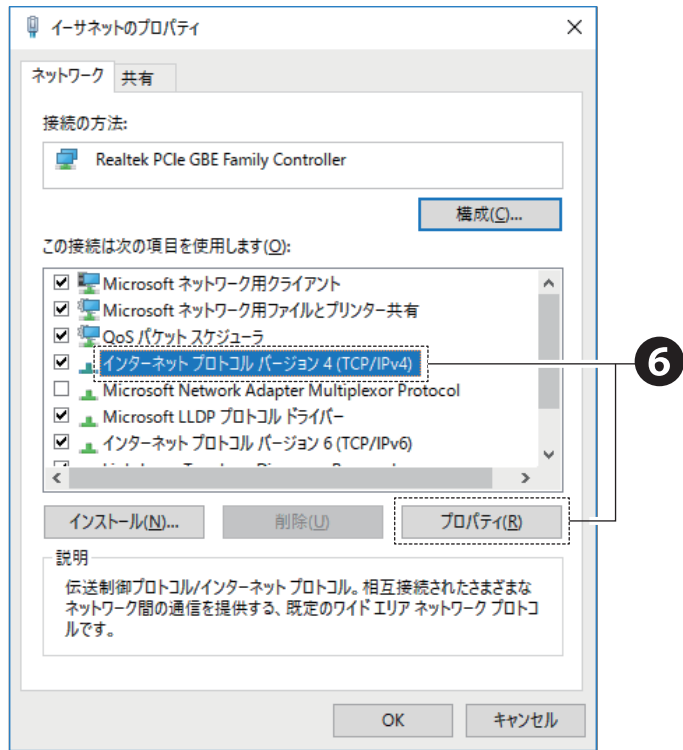 イーサネットのプロパティ
ネットワーク 共有
接続の方法:
Realtek PCIe GBE Family Controller
構成(C)...
この接続は次の項目を使用します(O):
Microsoft ネットワーク用クライアント
Microsoft ネットワーク用ファイルとプリンター共有
QoS パケット スケジューラ
インターネット プロトコル バージョン 4 (TCP/IPv4)
6
Microsoft Network Adapter Multiplexor Protocol
Microsoft LLDP プロトコル ドライバー
インターネット プロトコル バージョン 6 (TCP/IPv6)
インストール(N)... 削除(U) プロパティ(R)
説明
伝送制御プロトコル/インターネット プロトコル。相互接続されたさまざまな
ネットワーク間の通信を提供する、既定のワイド エリア ネットワーク プロトコ
ルです。
OK キャンセル